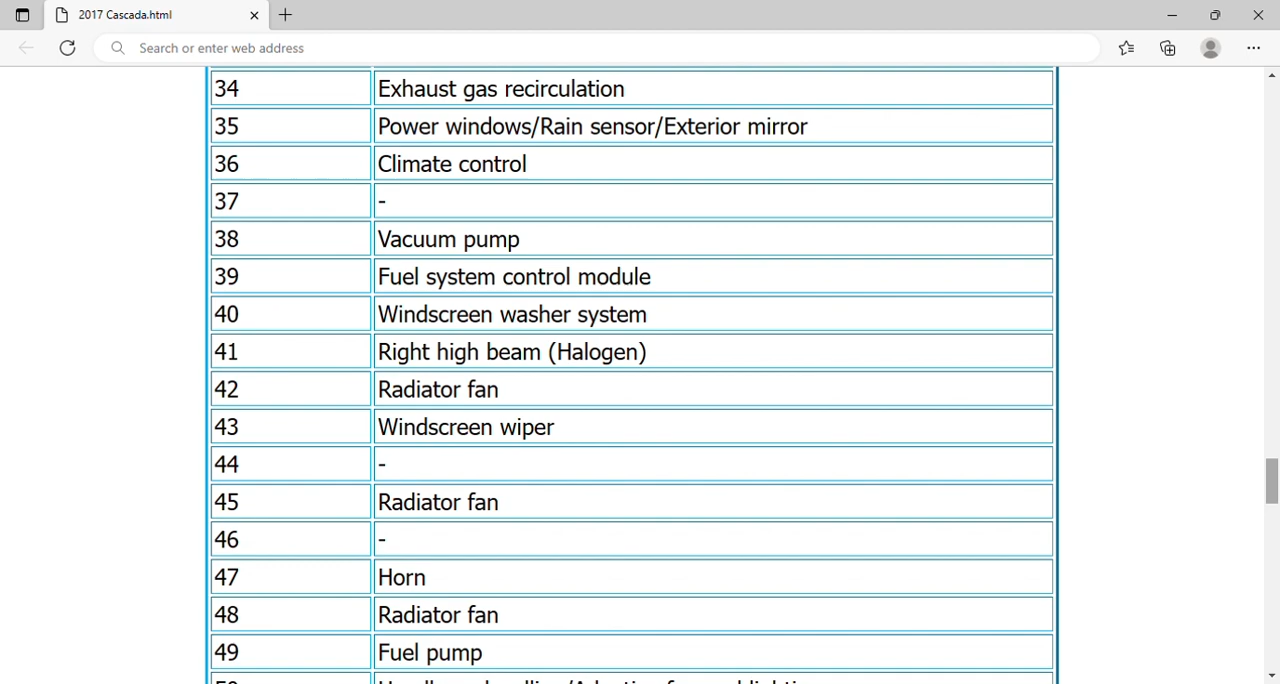 2017 Cascada.html
Search or enter web address
34 Exhaust gas recirculation
35 Power windows/Rain sensor/Exterior mirror
36 Climate control
37 -
38 Vacuum pump
39 Fuel system control module
40 Windscreen washer system
41 Right high beam (Halogen)
42 Radiator fan
43 Windscreen wiper
44 -
45 Radiator fan
46 -
47 Horn
48 Radiator fan
49 Fuel pump